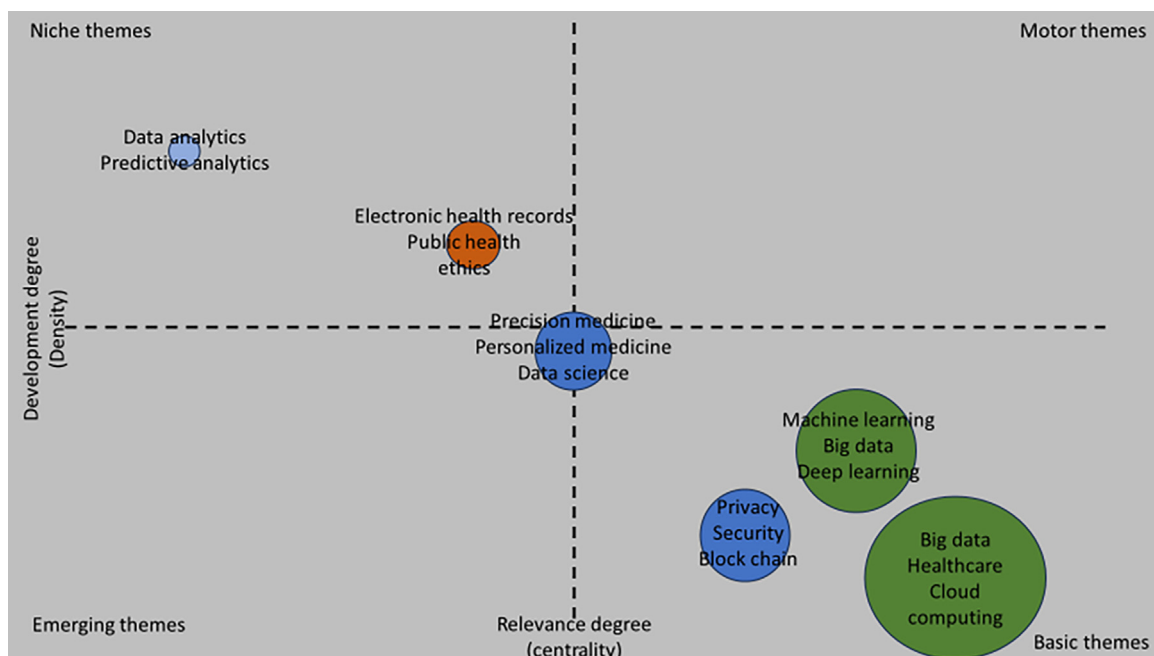 Niche themes
Motor themes
Data analytics
Predictive analytics
Electronic health records
Public health
ethics
Development degree
(Density)
Precision medicine
Personalized medicine
Data science
Machine learning
Big data
Deep learning
Privacy
Security
Block chain
Big data
Healthcare
Cloud
computing
Emerging themes
Relevance degree
(centrality)
Basic themes